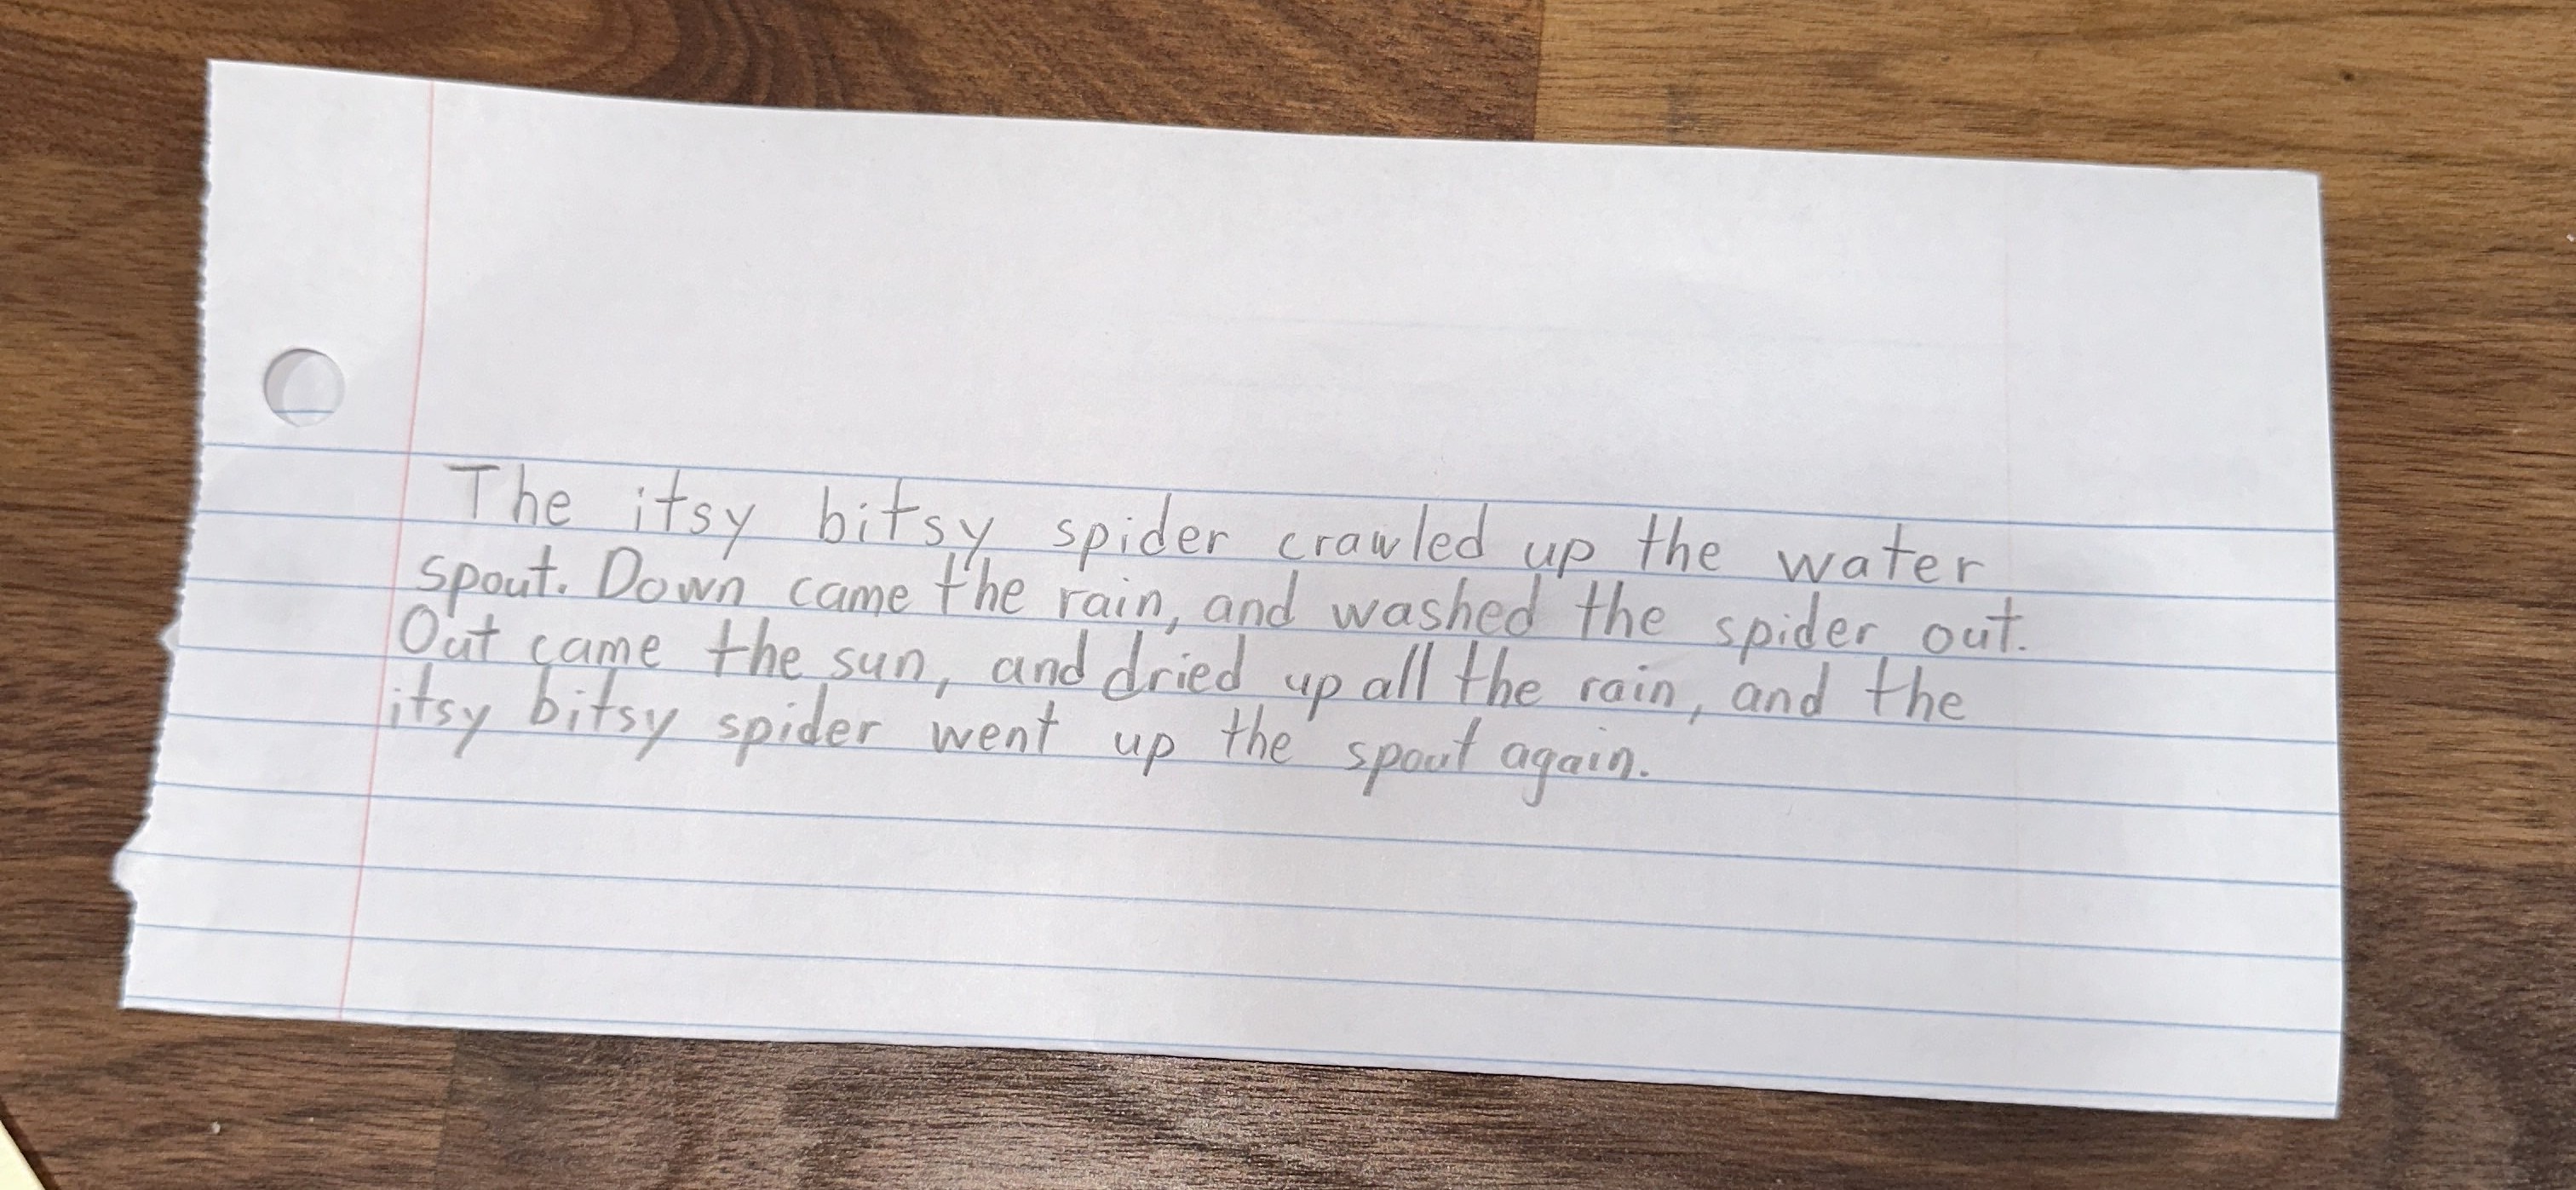 The itsy bitsy spider crawled up the water
spout. Down came the rain, and washed the spider out.
Out came the sun, and dried up all the rain, and the
itsy bitsy spider went up the spout again.